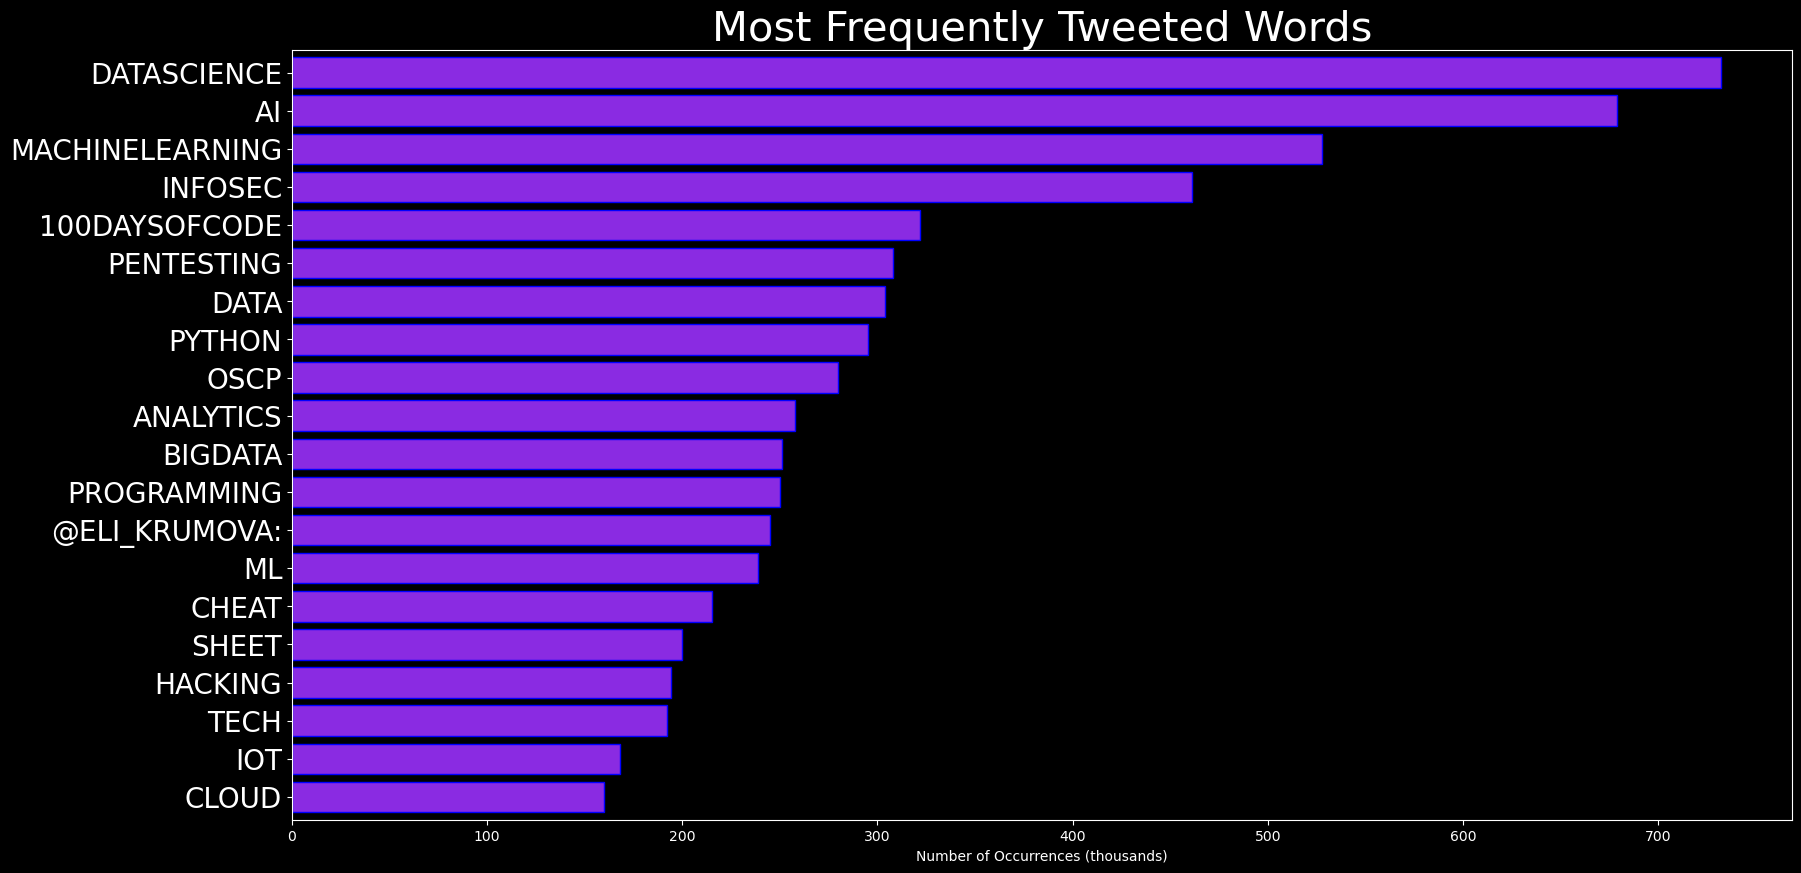 Most Frequently Tweeted Words
DATASCIENCE
AI
MACHINELEARNING
INFOSEC
100DAYSOFCODE
PENTESTING
DATA
PYTHON
OSCP
ANALYTICS
BIGDATA
PROGRAMMING
@ELI_KRUMOVA:
ML
CHEAT
SHEET
HACKING
TECH
IOT
CLOUD
0 100 200 300 400 500 600 700
Number of Occurrences (thousands)